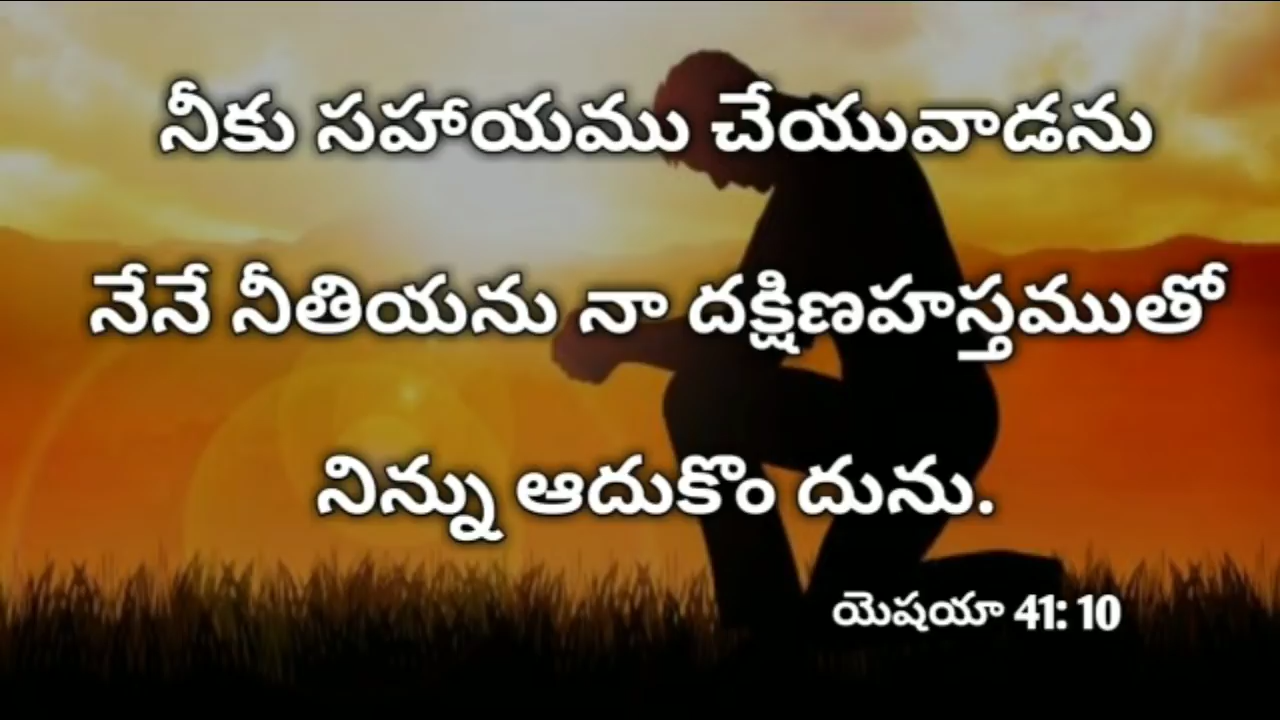 నీకు సహాయము చేయువాడను
నేనే నీతియను నా దక్షిణహస్తముతో
నిన్ను ఆదుకొం దును.
యెషయా 41: 10